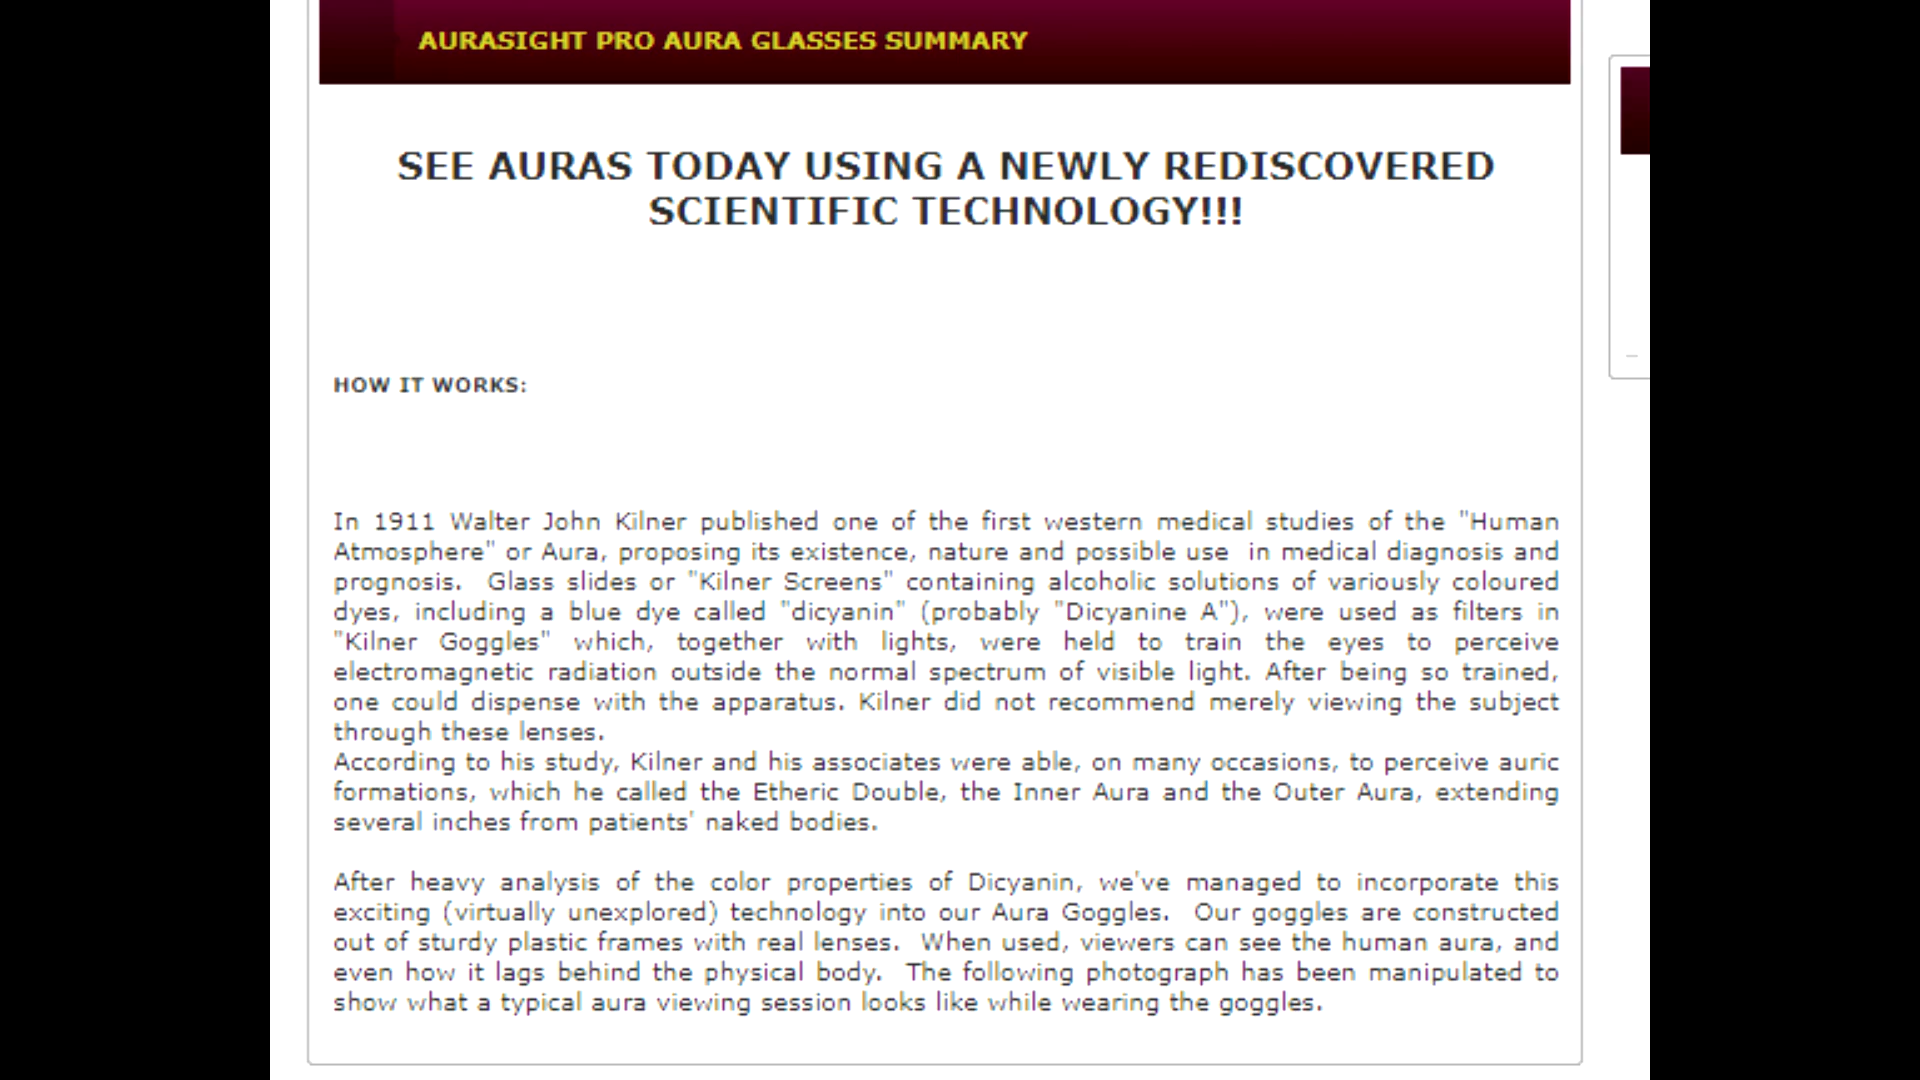 AURASIGHT PRO AURA GLASSES SUMMARY
SEE AURAS TODAY USING A NEWLY REDISCOVERED
SCIENTIFIC TECHNOLOGY!!!
HOW IT WORKS:
In 1911 Walter John Kilner published one of the first western medical studies of the "Human
Atmosphere" or Aura, proposing its existence, nature and possible use  in medical diagnosis and
prognosis.  Glass slides or "Kilner Screens" containing alcoholic solutions of variously coloured
dyes, including a blue dye called "dicyanin" (probably "Dicyanine A"), were used as filters in
"Kilner Goggles" which, together with lights, were held to train the eyes to perceive
electromagnetic radiation outside the normal spectrum of visible light. After being so trained,
one could dispense with the apparatus. Kilner did not recommend merely viewing the subject
through these lenses.
According to his study, Kilner and his associates were able, on many occasions, to perceive auric
formations, which he called the Etheric Double, the Inner Aura and the Outer Aura, extending
several inches from patients' naked bodies.
After heavy analysis of the color properties of Dicyanin, we've managed to incorporate this
exciting (virtually unexplored) technology into our Aura Goggles.  Our goggles are constructed
out of sturdy plastic frames with real lenses.  When used, viewers can see the human aura, and
even how it lags behind the physical body.  The following photograph has been manipulated to
show what a typical aura viewing session looks like while wearing the goggles.